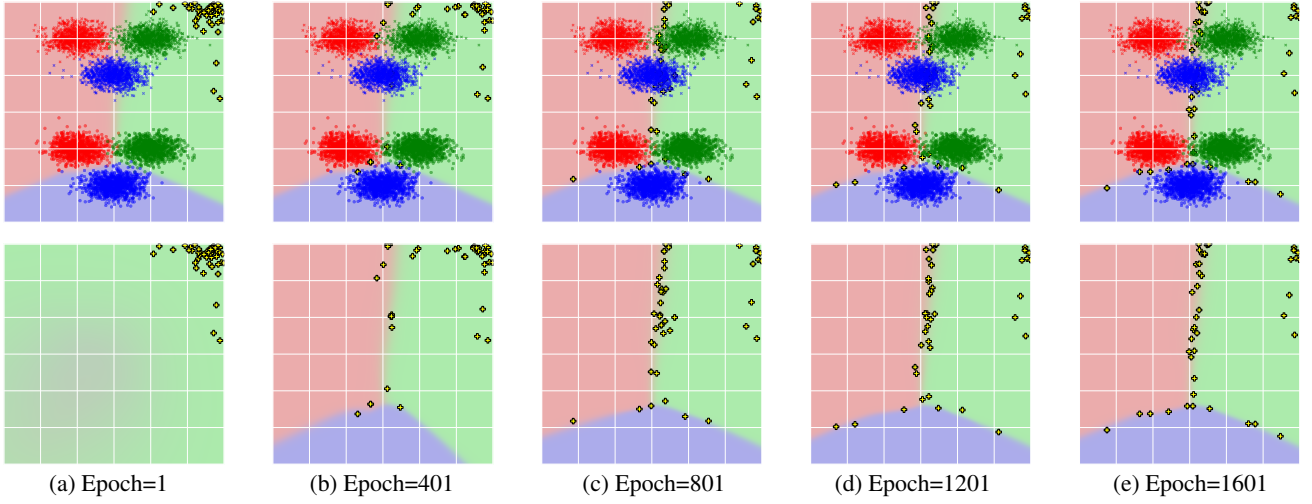 (a) Epoch=1
(b) Epoch=401
(c) Epoch=801
(d) Epoch=1201
(e) Epoch=1601